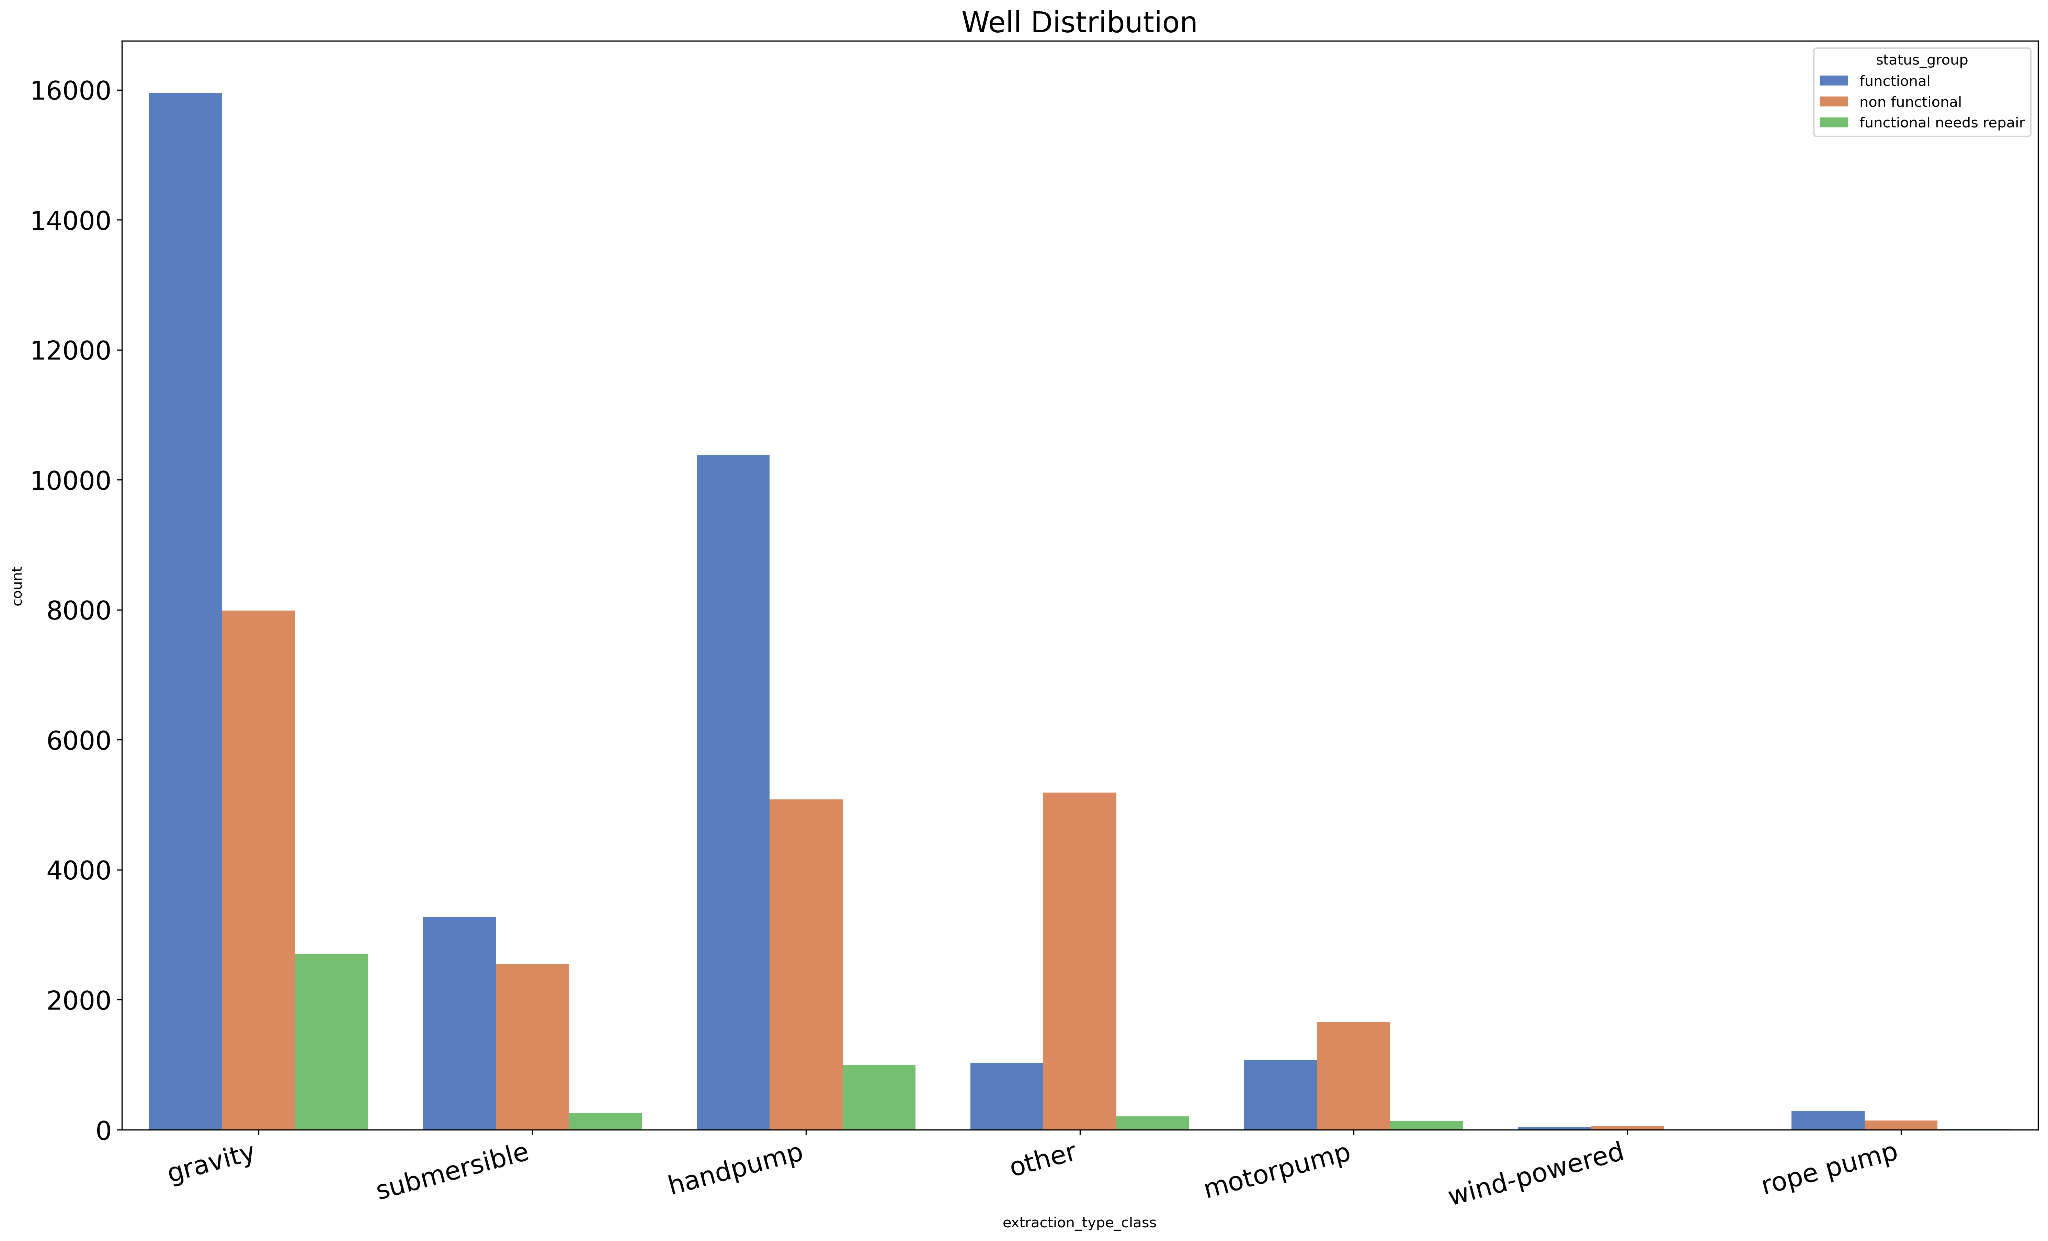 Well Distribution
status_group
functional
non functional
functional needs repair
16000
14000
12000
10000
8000
6000
4000
2000
0
count
gravity
submersible
handpump
other
motorpump
wind-powered
rope pump
extraction_type_class